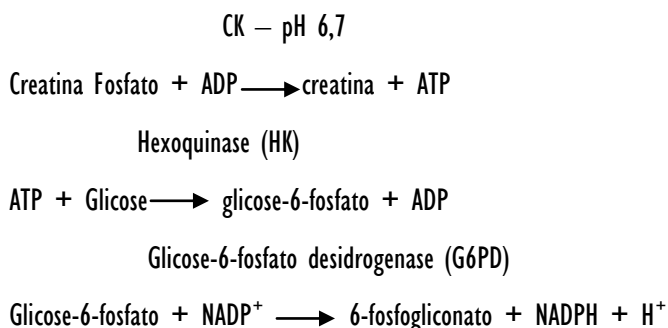 CK – pH 6,7
Creatina Fosfato + ADP ⟶ creatina + ATP
Hexoquinase (HK)
ATP + Glicose ⟶ glicose-6-fosfato + ADP
Glicose-6-fosfato desidrogenase (G6PD)
Glicose-6-fosfato + NADP⁺ ⟶ 6-fosfogliconato + NADPH + H⁺